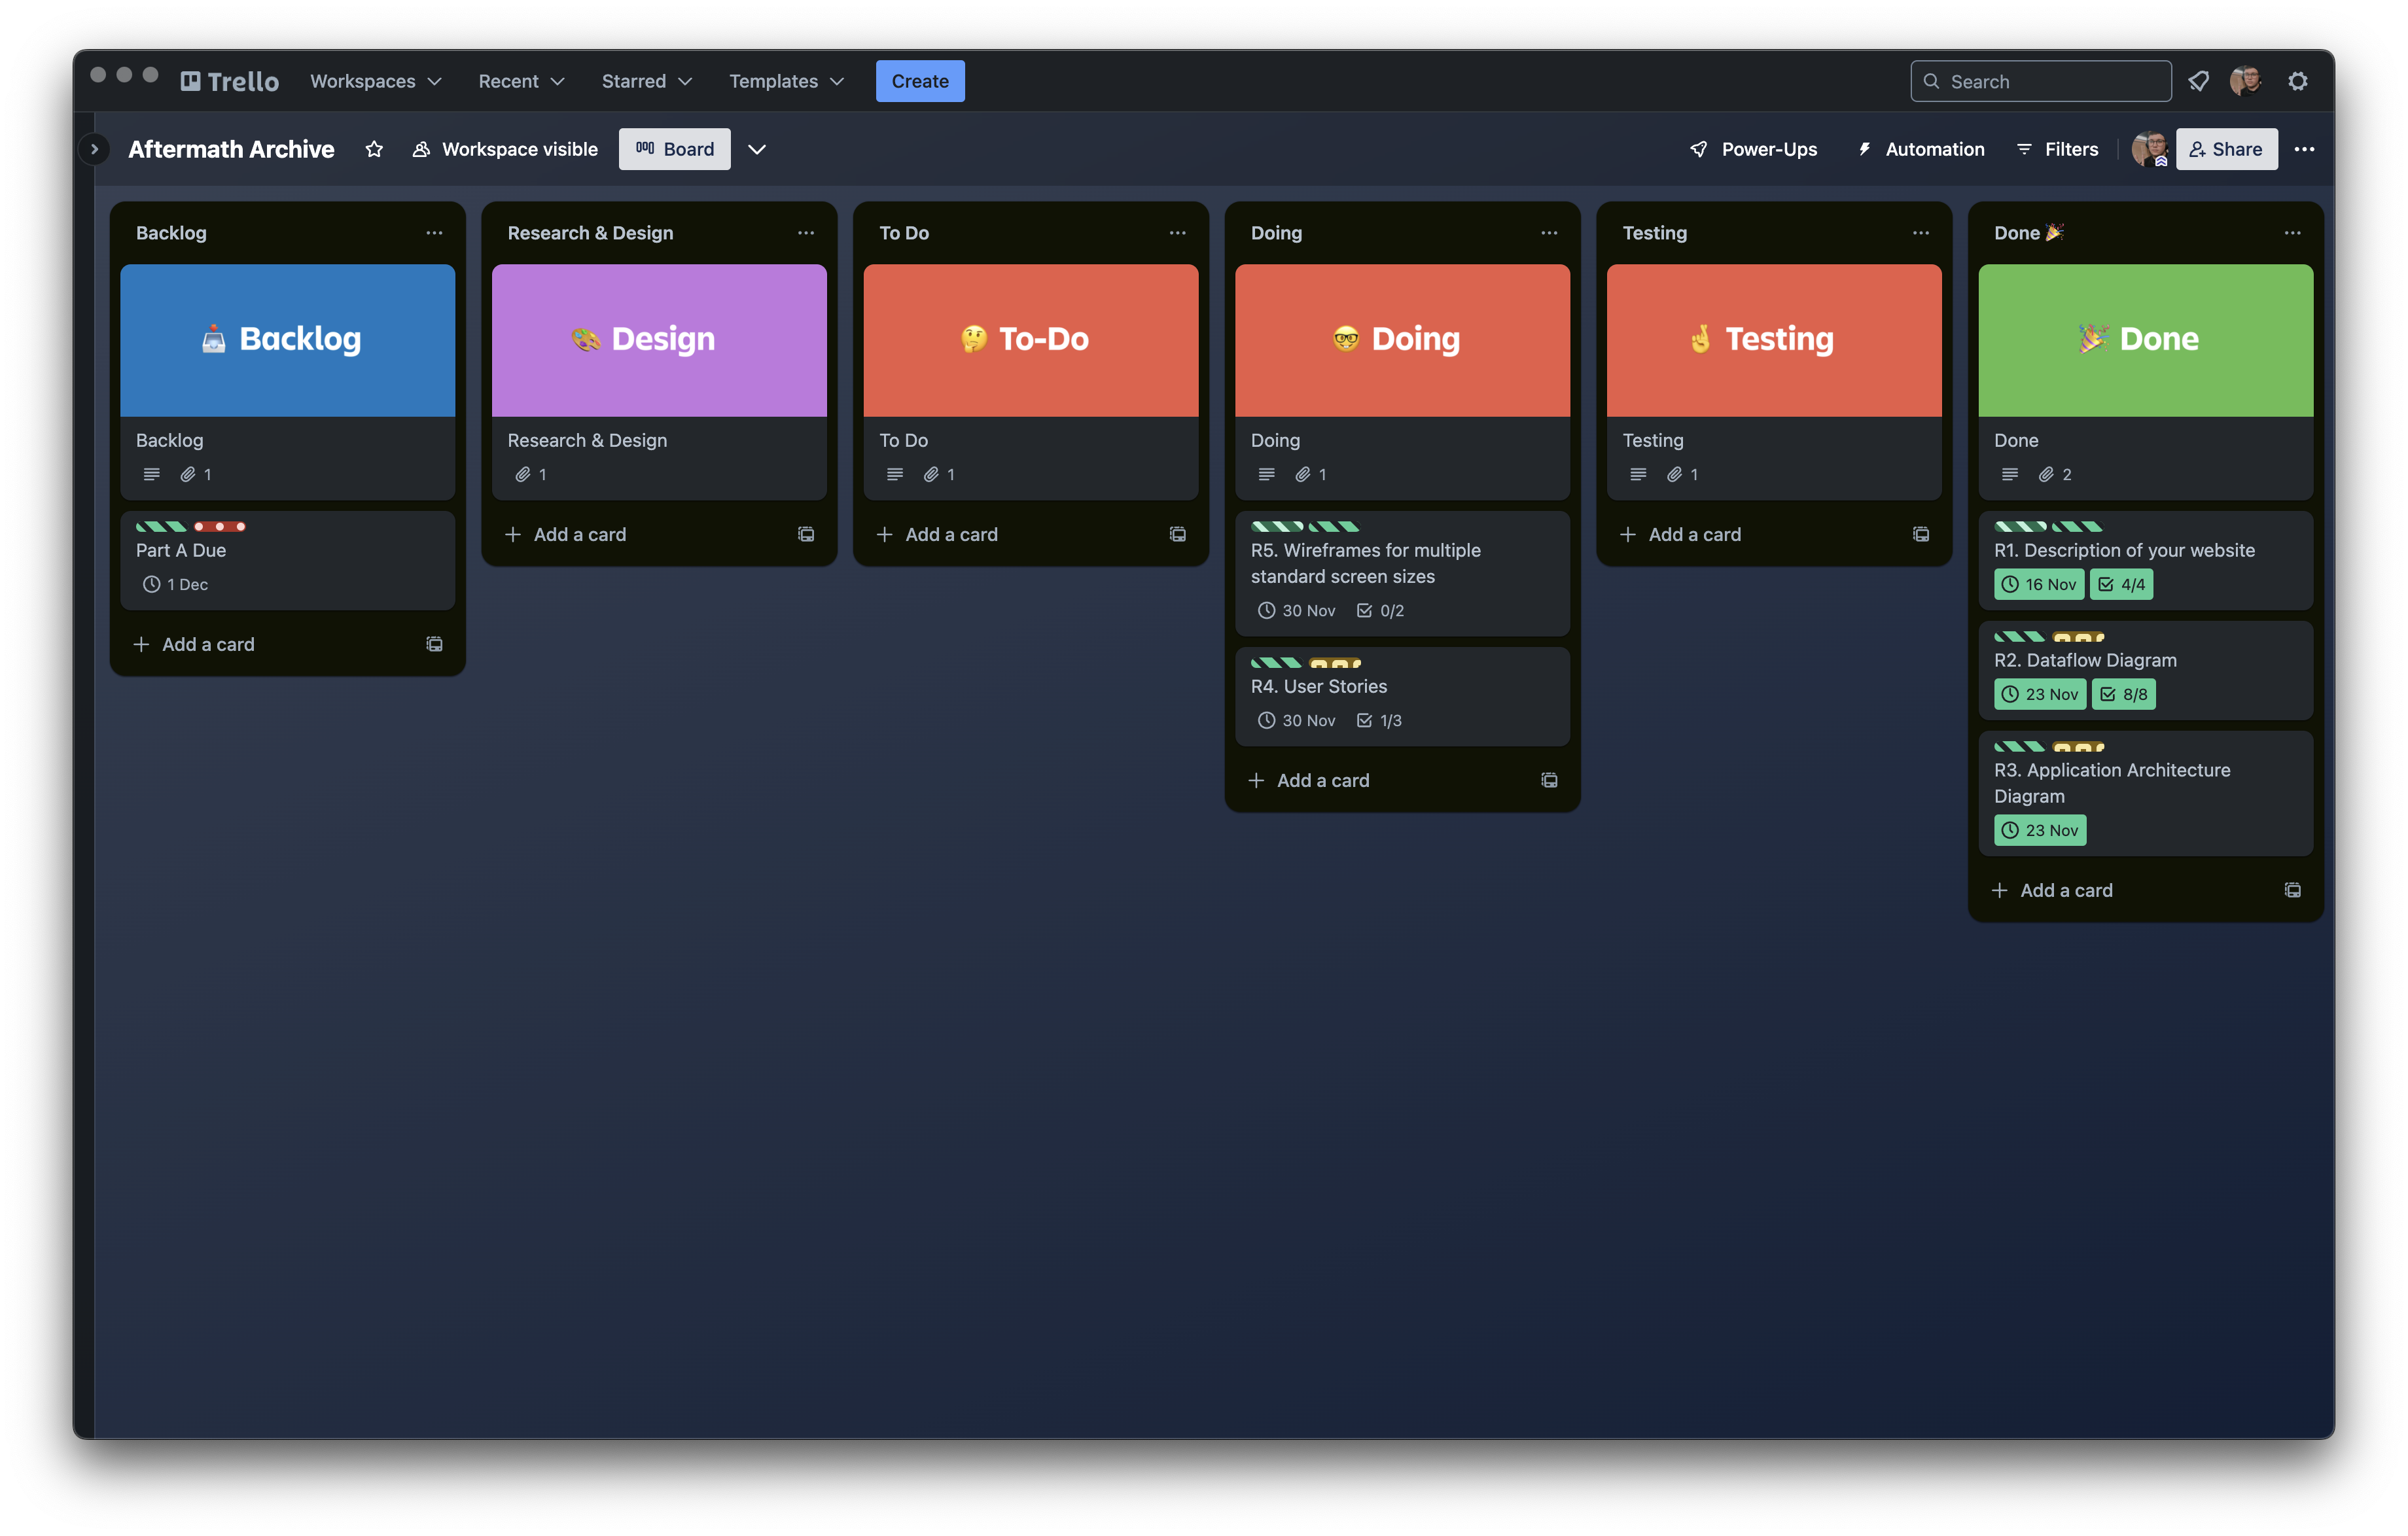 Trello Workspaces Recent Starred Templates Create Search
Aftermath Archive Workspace visible Board Power-Ups Automation Filters Share
Backlog
Backlog
Backlog
1
Part A Due
1 Dec
Add a card
Research & Design
Design
Research & Design
1
Add a card
To Do
To-Do
To Do
1
Add a card
Doing
Doing
Doing
1
R5. Wireframes for multiple
standard screen sizes
30 Nov 0/2
R4. User Stories
30 Nov 1/3
Add a card
Testing
Testing
Testing
1
Add a card
Done 🎉
Done
Done
2
R1. Description of your website
16 Nov 4/4
R2. Dataflow Diagram
23 Nov 8/8
R3. Application Architecture
Diagram
23 Nov
Add a card